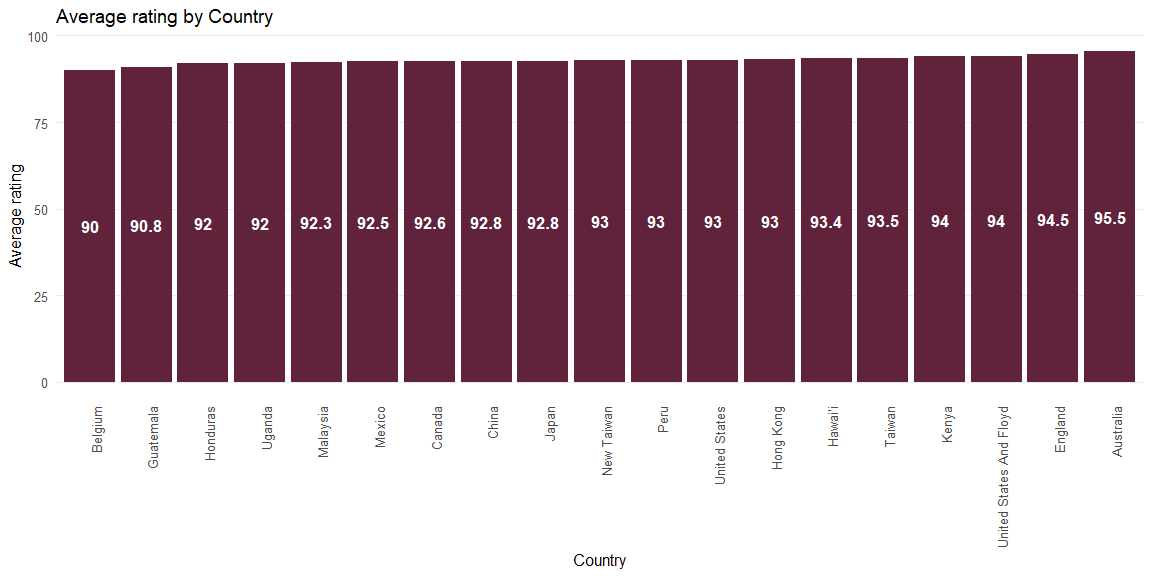 Average rating by Country
Average rating
100
75
50
25
0
90
90.8
92
92
92.3
92.5
92.6
92.8
92.8
93
93
93
93
93.4
93.5
94
94
94.5
95.5
Belgium
Guatemala
Honduras
Uganda
Malaysia
Mexico
Canada
China
Japan
New Taiwan
Peru
United States
Hong Kong
Hawai'i
Taiwan
Kenya
United States And Floyd
England
Australia
Country